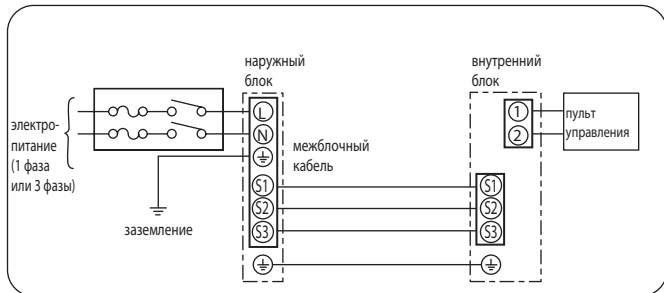 наружный
блок
внутренний
блок
электро-
питание
(1 фаза
или 3 фазы)
L
N
S1
S2
S3
заземление
межблочный
кабель
1
2
S1
S2
S3
пульт
управления